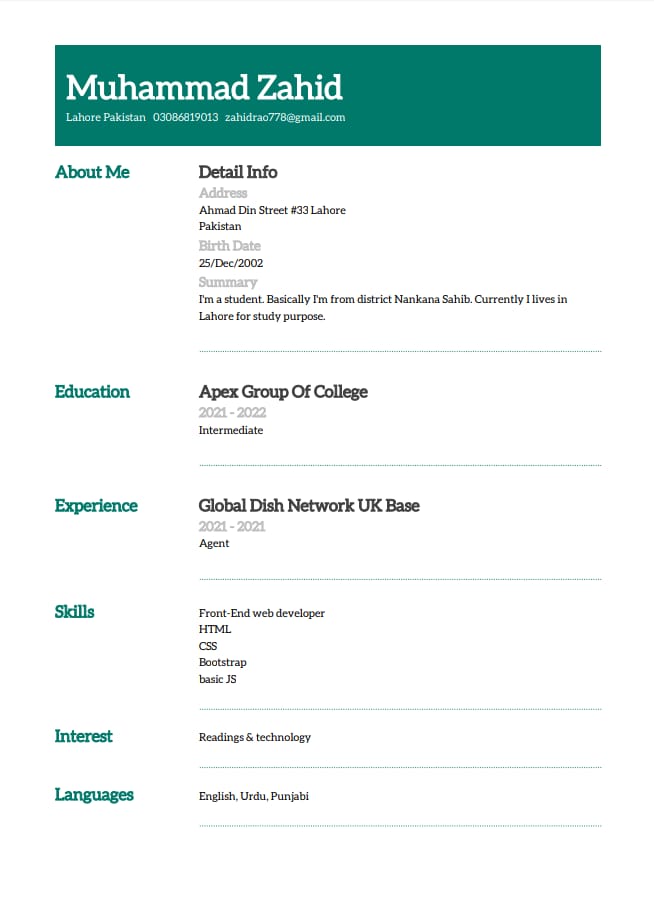 Muhammad Zahid
Lahore Pakistan 03086819013 zahidrao778@gmail.com
About Me
Detail Info
Address
Ahmad Din Street #33 Lahore
Pakistan
Birth Date
25/Dec/2002
Summary
I'm a student. Basically I'm from district Nankana Sahib. Currently I lives in
Lahore for study purpose.
Education
Apex Group Of College
2021 - 2022
Intermediate
Experience
Global Dish Network UK Base
2021 - 2021
Agent
Skills
Front-End web developer
HTML
CSS
Bootstrap
basic JS
Interest
Readings & technology
Languages
English, Urdu, Punjabi